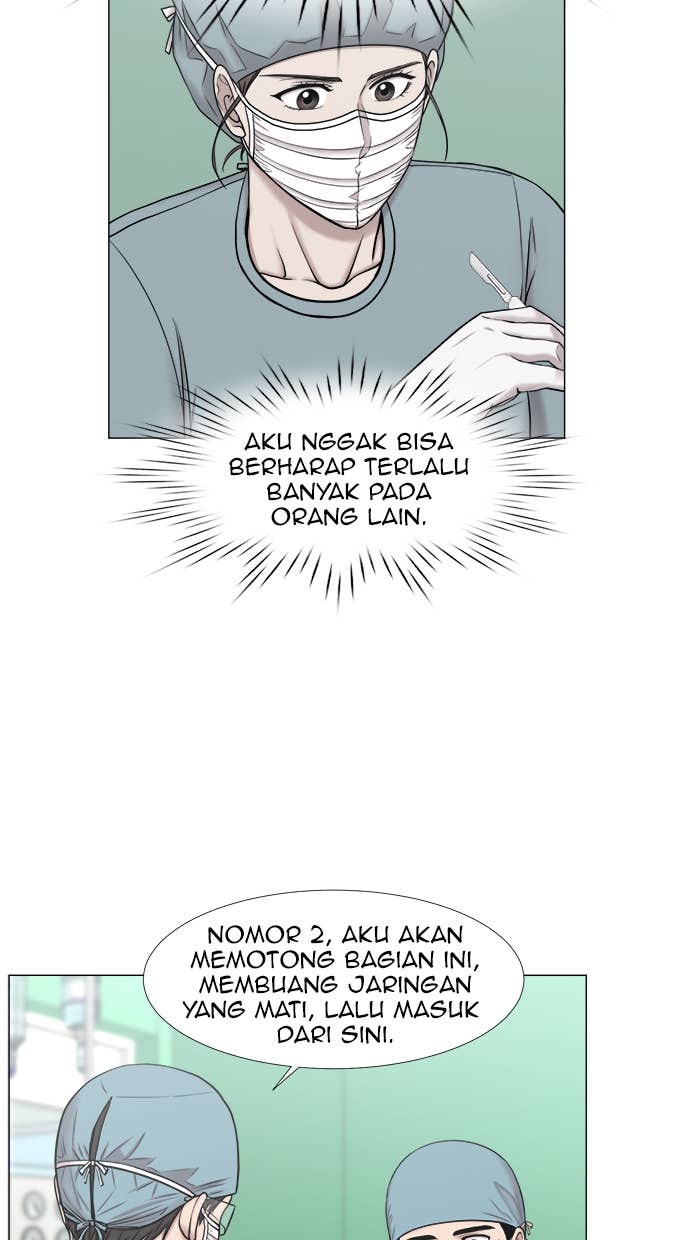 AKU NGGAK BISA
BERHARAP TERLALU
BANYAK PADA
ORANG LAIN.
NOMOR 2, AKU AKAN
MEMOTONG BAGIAN INI,
MEMBUANG JARINGAN
YANG MATI, LALU MASUK
DARI SINI.